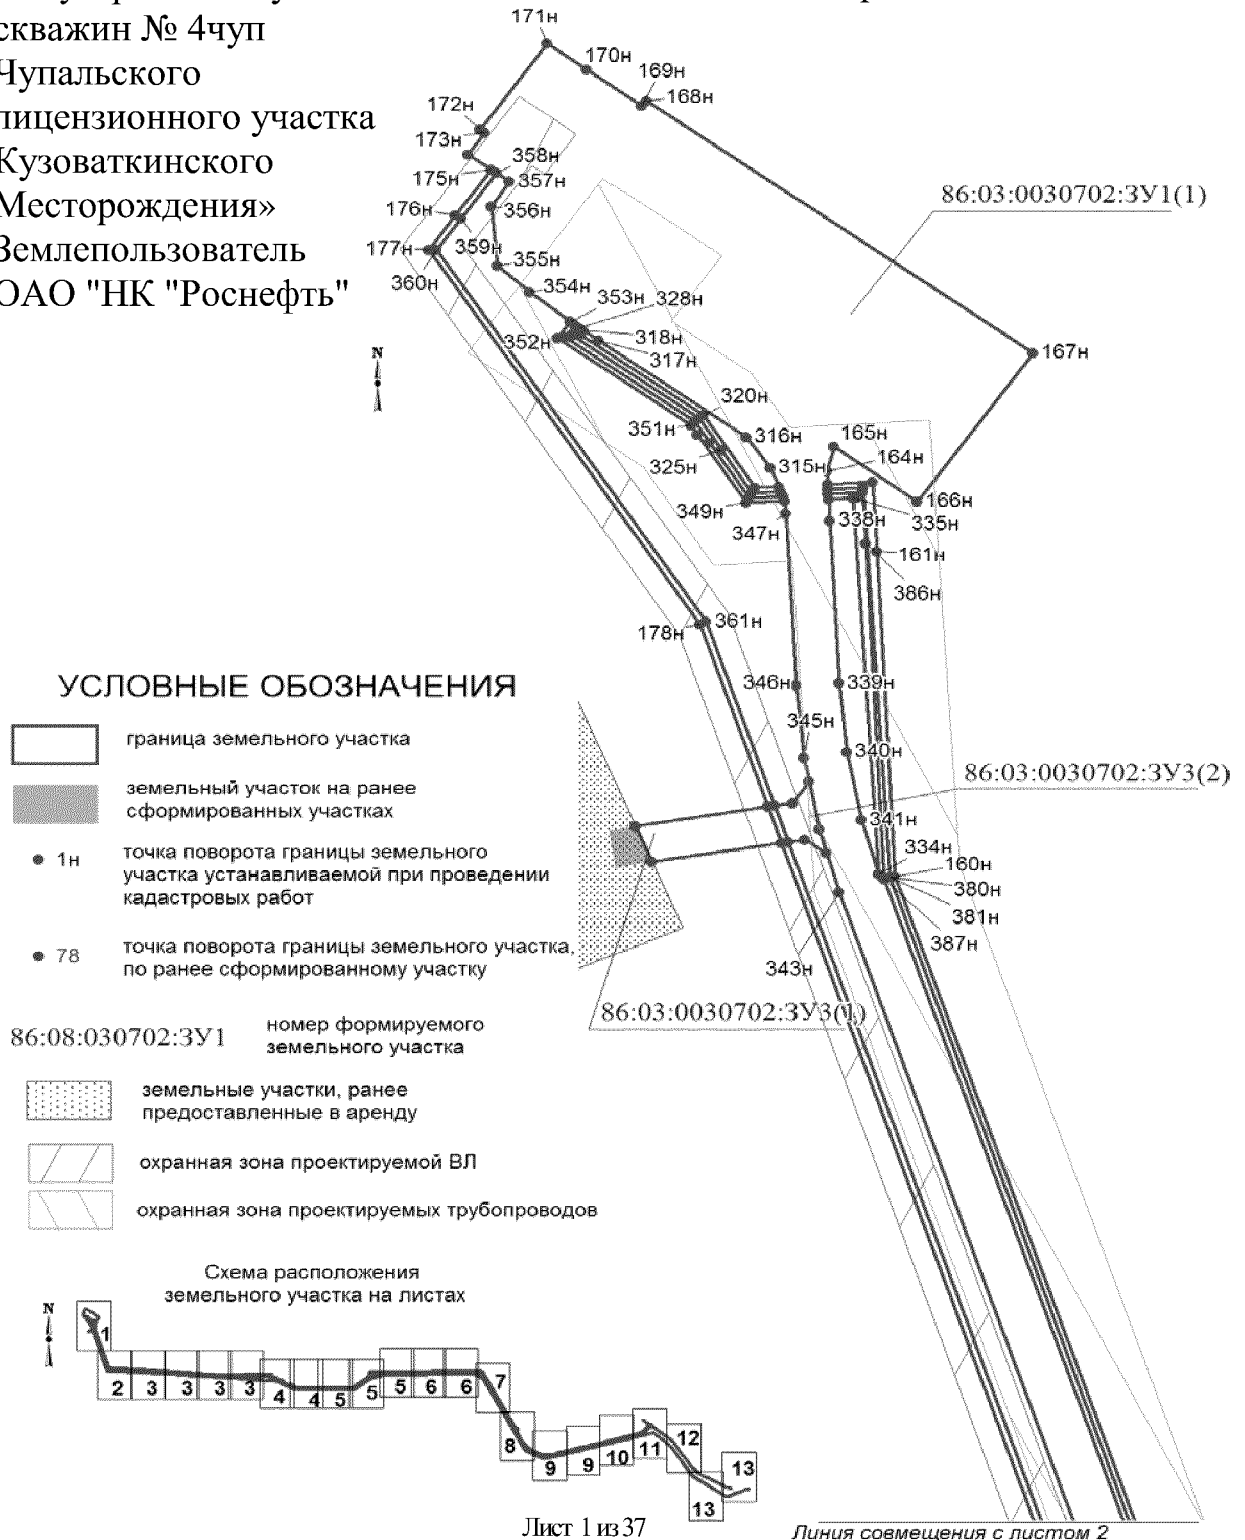 скважин № 4чуп
Чупальского
лицензионного участка
Кузоваткинского
Месторождения»
Землепользователь
ОАО "НК "Роснефть"
171н
170н
169н
168н
172н
173н
358н
175н
357н
176н
356н
86:03:0030702:ЗУ1(1)
177н
359н
355н
360н
354н
353н
328н
352н
318н
317н
N
167н
320н
351н
316н
165н
325н
315н
164н
349н
166н
347н
338н
335н
161н
386н
361н
178н
346н
339н
345н
340н
86:03:0030702:ЗУ3(2)
341н
334н
160н
380н
381н
387н
343н
86:03:0030702:ЗУ3(1)
УСЛОВНЫЕ ОБОЗНАЧЕНИЯ
граница земельного участка
земельный участок на ранее
сформированных участках
1н
точка поворота границы земельного
участка устанавливаемой при проведении
кадастровых работ
78
точка поворота границы земельного участка,
по ранее сформированному участку
86:08:030702:ЗУ1
номер формируемого
земельного участка
земельные участки, ранее
предоставленные в аренду
охранная зона проектируемой ВЛ
охранная зона проектируемых трубопроводов
Схема расположения
земельного участка на листах
N
1
2 3 3 3 3 4 4 5 5 5 6 6 7
8 9 9 10 11 12 13
13
Лист 1 из 37
Линия совмещения с листом 2